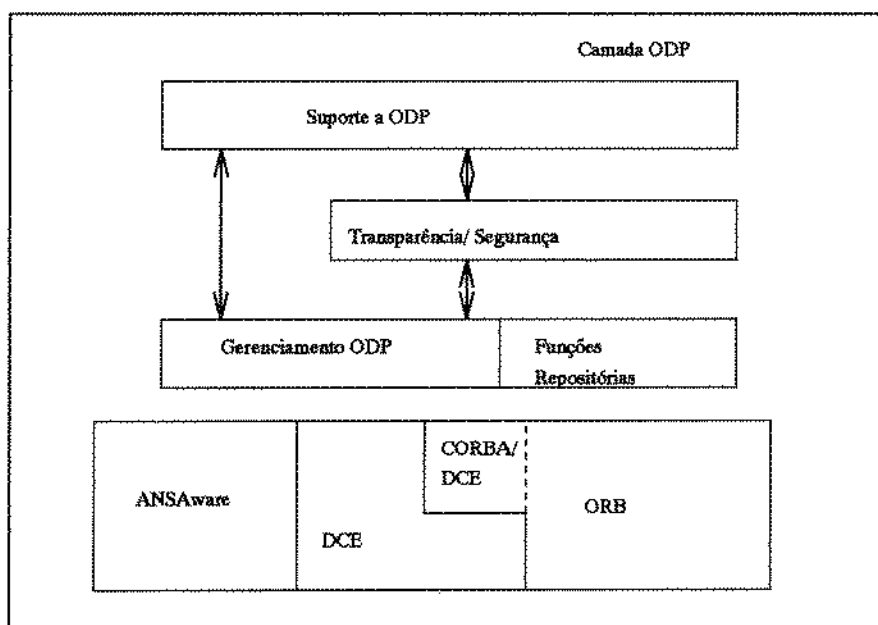 Camada ODP
Suporte a ODP
Transparência/ Segurança
Gerenciamento ODP
Funções
Repositórias
CORBA/
DCE
ANSAware
ORB
DCE